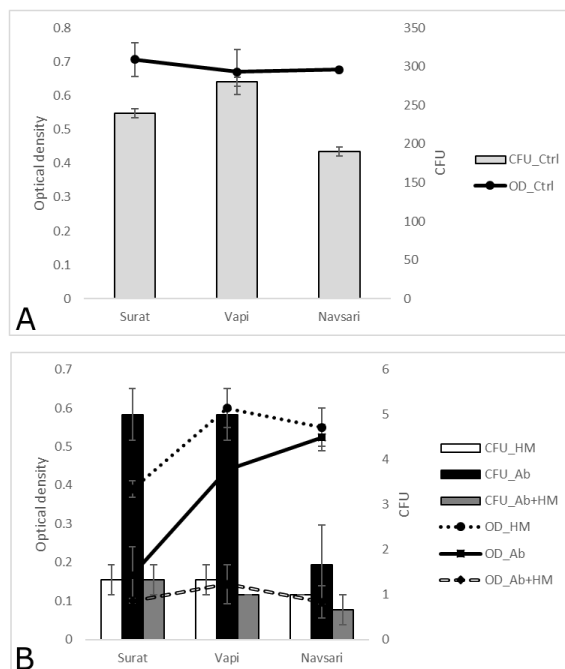 0.8
0.7
0.6
0.5
0.4
0.3
0.2
0.1
0
Optical density
350
300
250
200
150
100
50
0
CFU
Surat Vapi Navsari
CFU_Ctrl
OD_Ctrl
A
0.7
0.6
0.5
0.4
0.3
0.2
0.1
0
Optical density
6
5
4
3
2
1
0
CFU
Surat Vapi Navsari
CFU_HM
CFU_Ab
CFU_Ab+HM
OD_HM
OD_Ab
OD_Ab+HM
B